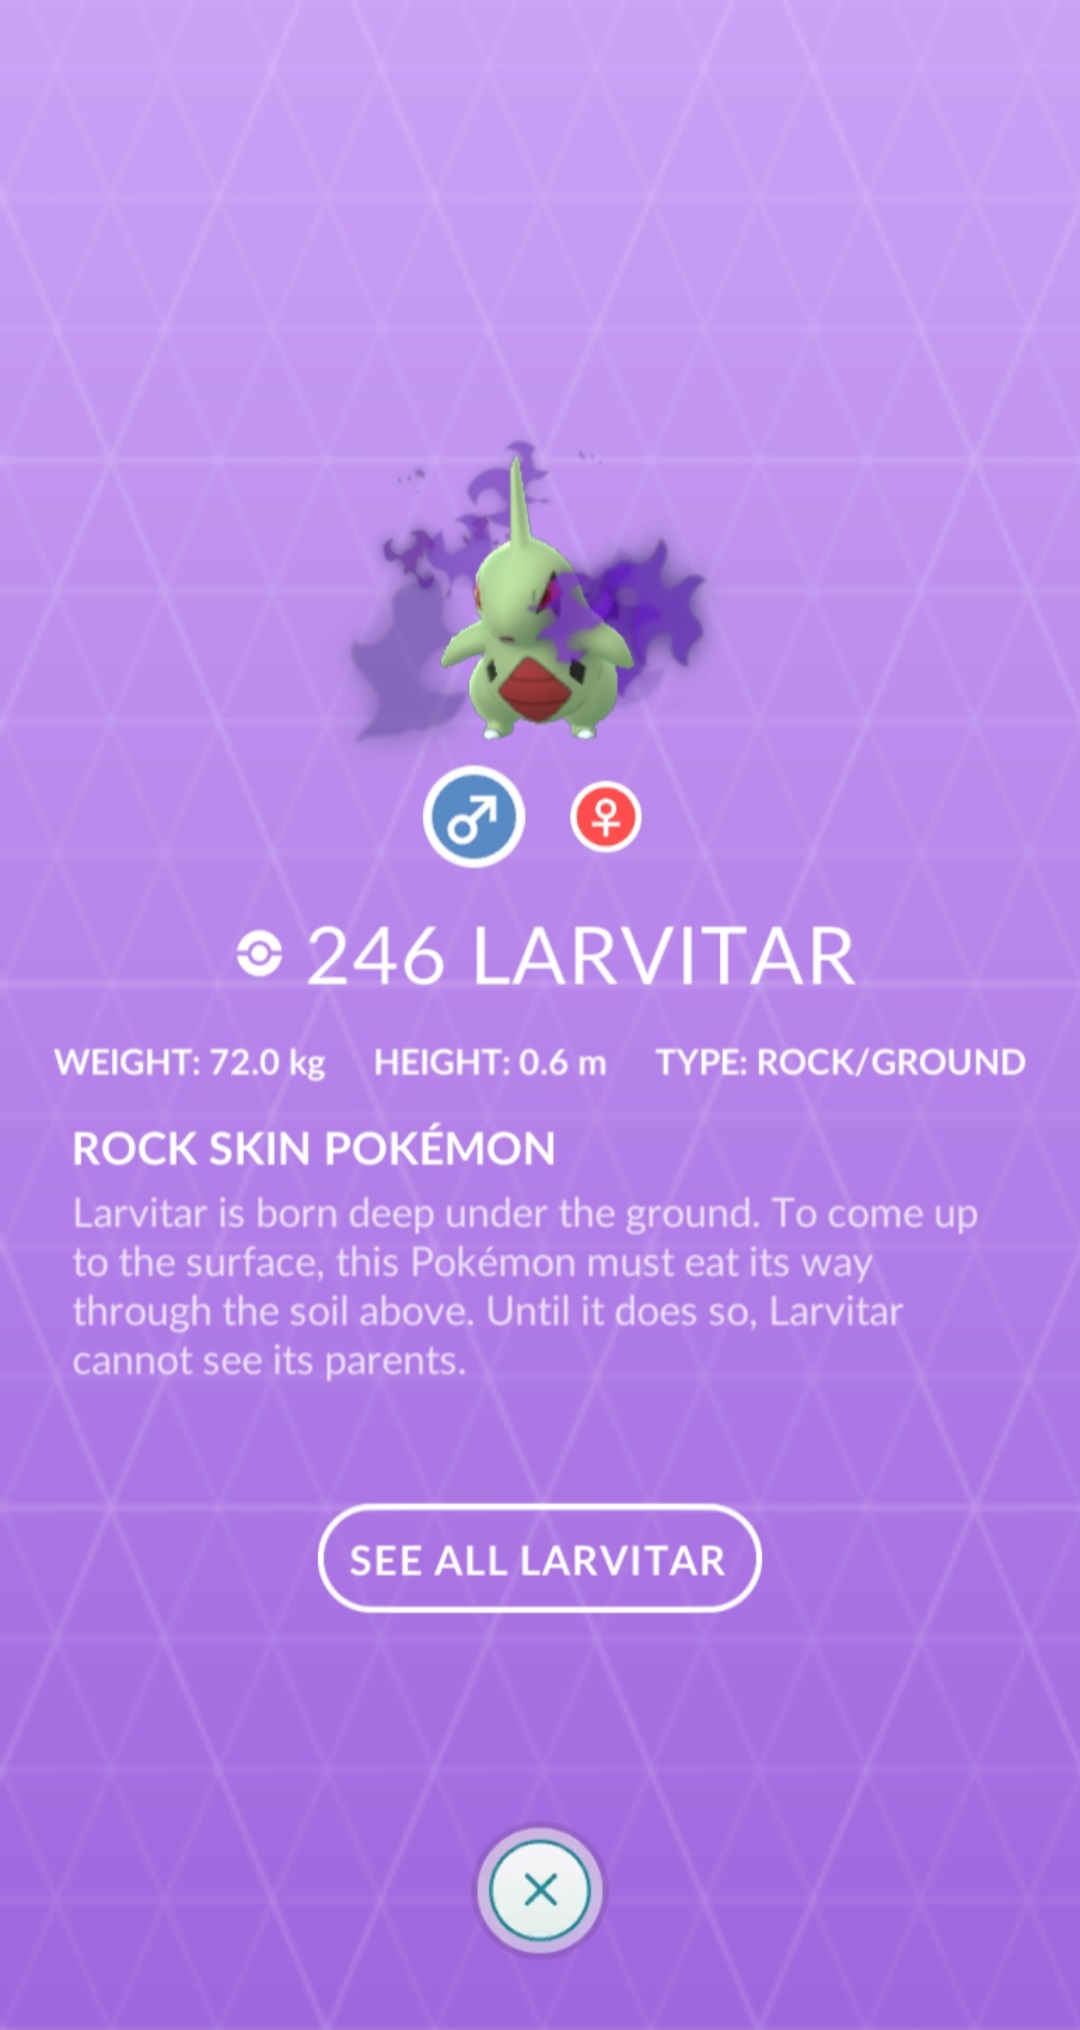 246 LARVITAR
WEIGHT: 72.0 kg HEIGHT: 0.6 m TYPE: ROCK/GROUND
ROCK SKIN POKÉMON
Larvitar is born deep under the ground. To come up
to the surface, this Pokémon must eat its way
through the soil above. Until it does so, Larvitar
cannot see its parents.
SEE ALL LARVITAR